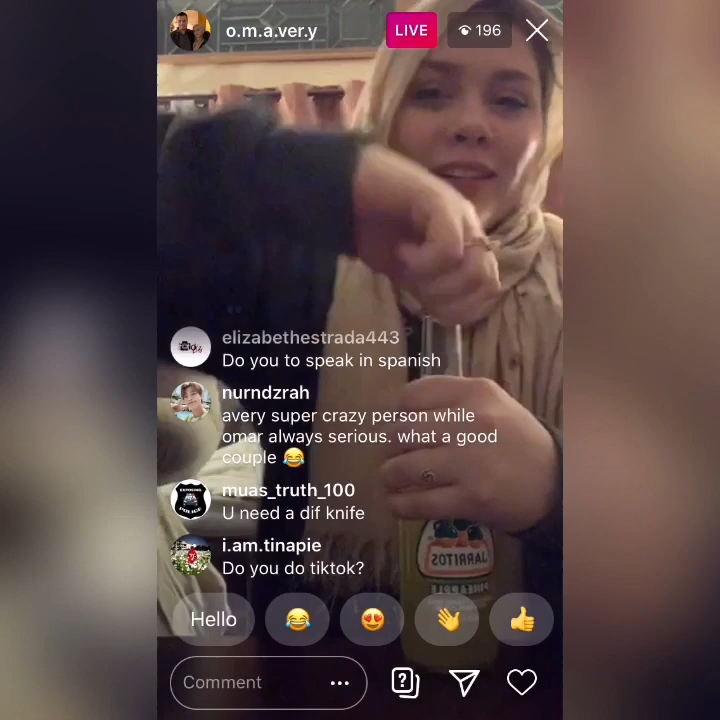 o.m.a.ver.y
LIVE
196
elizabethestrada443
Do you to speak in spanish
nurndzrah
avery super crazy person while
omar always serious. what a good
couple 😂
muas_truth_100
U need a dif knife
i.am.tinapie
Do you do tiktok?
JARRITOS
PINEAPPLE
Hello
Comment